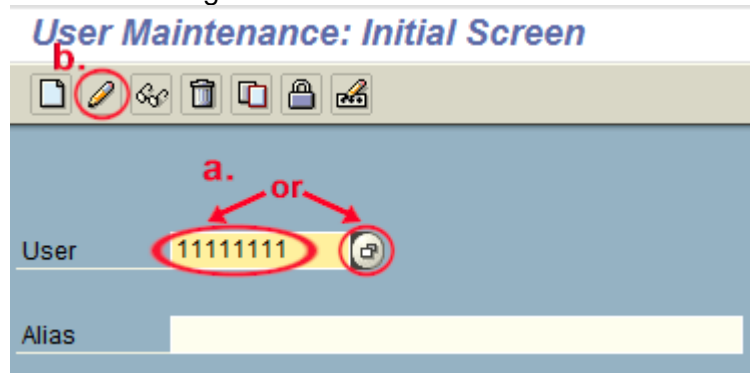 User Maintenance: Initial Screen
b.
a.
or
User 11111111
Alias